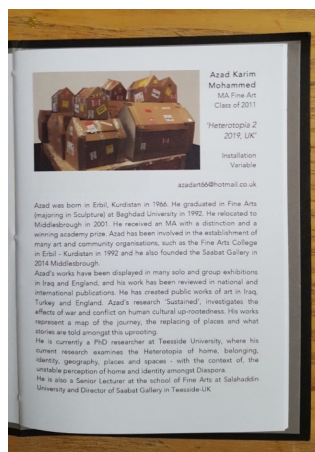 Azad Karim
Mohammed
MA Fine Art
Class of 2011
'Heterotopia 2
2019, UK'
Installation
Variable
azadart66@hotmail.co.uk
Azad was born in Erbil, Kurdistan in 1966. He graduated in Fine Arts
(majoring in Sculpture) at Baghdad University in 1992. He relocated to
Middlesbrough in 2001. He received an MA with a distinction and a
winning academy prize. Azad has been involved in the establishment of
many art and community organisations, such as the Fine Arts College
in Erbil - Kurdistan in 1992 and he also founded the Saabat Gallery in
2014 Middlesbrough.
Azad's works have been displayed in many solo and group exhibitions
in Iraq and England, and his work has been reviewed in national and
international publications. He has created public works of art in Iraq,
Turkey and England. Azad's research 'Sustained', investigates the
effects of war and conflict on human cultural up-rootedness. His works
represent a map of the journey, the replacing of places and what
stories are told amongst this uprooting.
He is currently a PhD researcher at Teesside University, where his
current research examines the Heterotopia of home, belonging,
identity, geography, places and spaces - with the context of, the
unstable perception of home and identity amongst Diaspora.
He is also a Senior Lecturer at the school of Fine Arts at Salahaddin
University and Director of Saabat Gallery in Teesside-UK